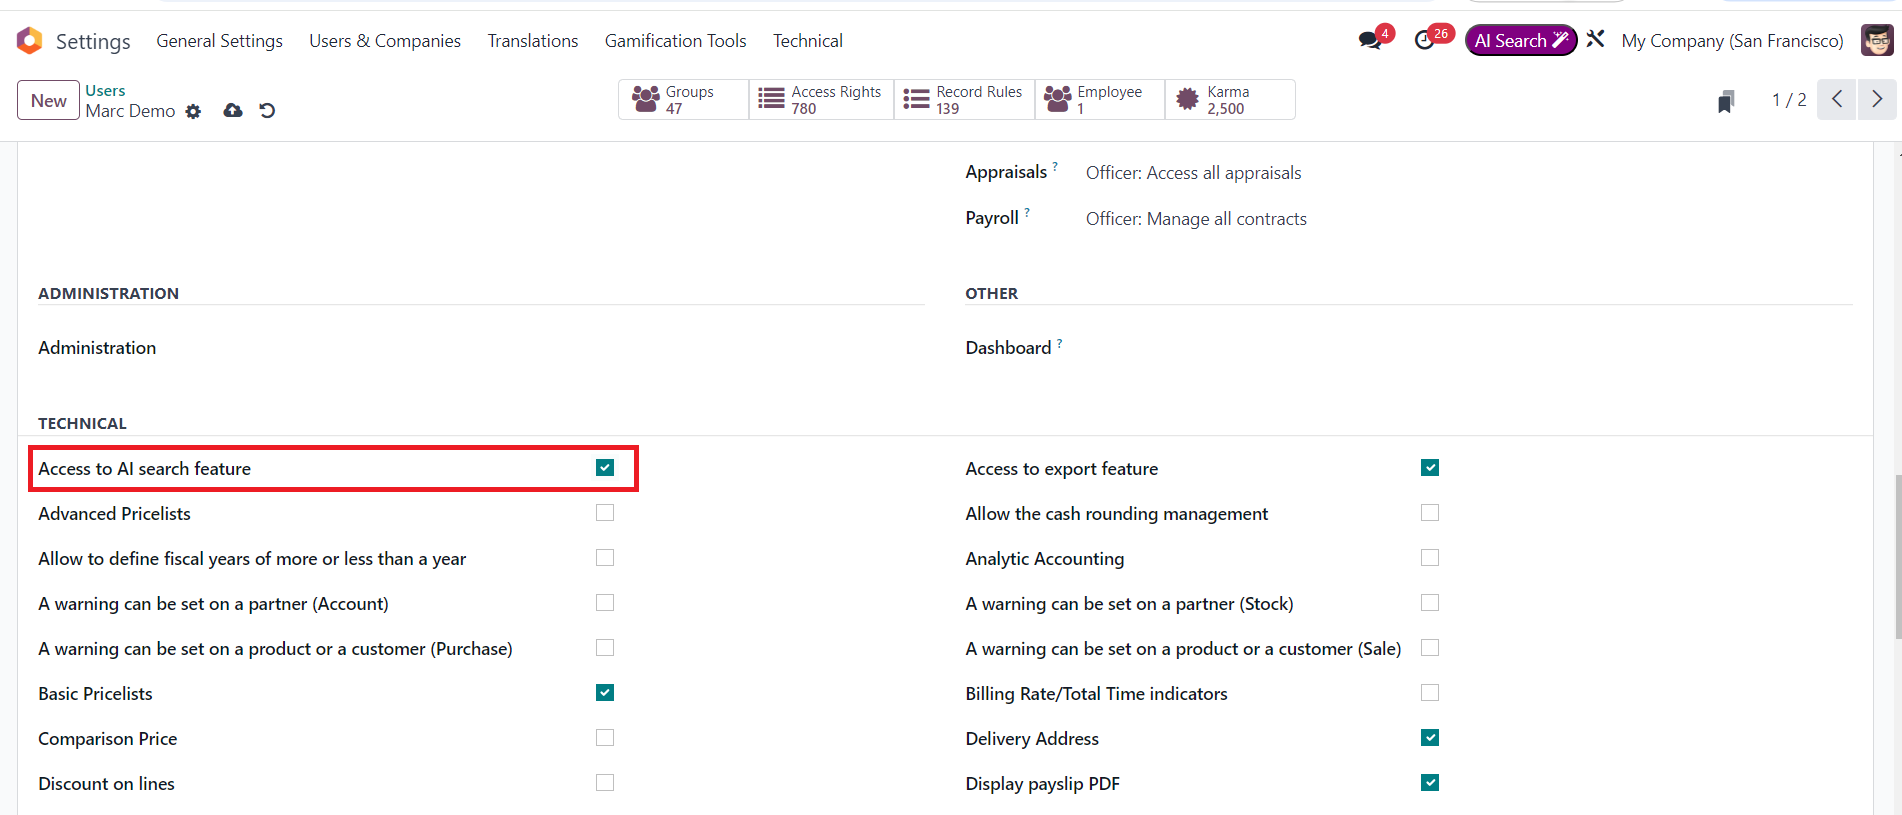 Settings General Settings Users & Companies Translations Gamification Tools Technical 4 26 AI Search My Company (San Francisco)
New Users Groups Access Rights Record Rules Employee Karma
Marc Demo 47 780 139 1 2,500 1 / 2
Appraisals ? Officer: Access all appraisals
Payroll ? Officer: Manage all contracts
ADMINISTRATION OTHER
Administration Dashboard ?
TECHNICAL
Access to AI search feature Access to export feature
Advanced Pricelists Allow the cash rounding management
Allow to define fiscal years of more or less than a year Analytic Accounting
A warning can be set on a partner (Account) A warning can be set on a partner (Stock)
A warning can be set on a product or a customer (Purchase) A warning can be set on a product or a customer (Sale)
Basic Pricelists Billing Rate/Total Time indicators
Comparison Price Delivery Address
Discount on lines Display payslip PDF